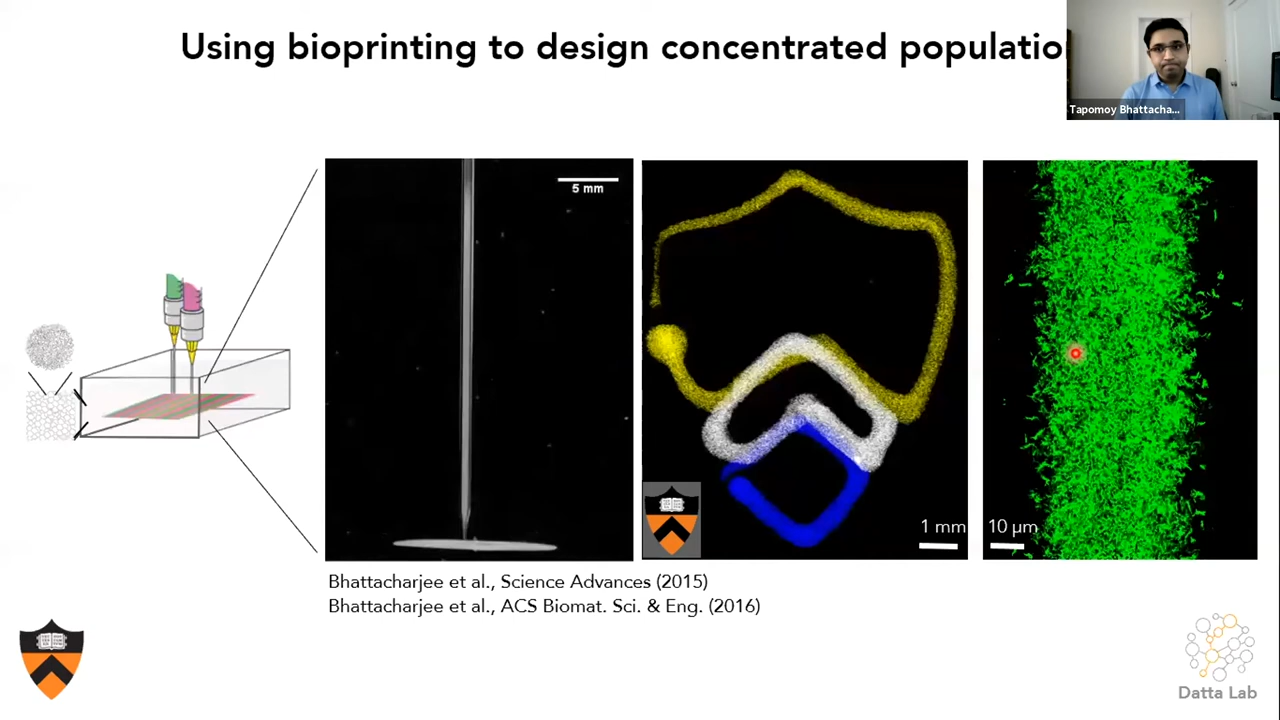 Using bioprinting to design concentrated populatio
Tapomoy Bhattacha...
5 mm
1 mm
10 µm
Bhattacharjee et al., Science Advances (2015)
Bhattacharjee et al., ACS Biomat. Sci. & Eng. (2016)
Datta Lab